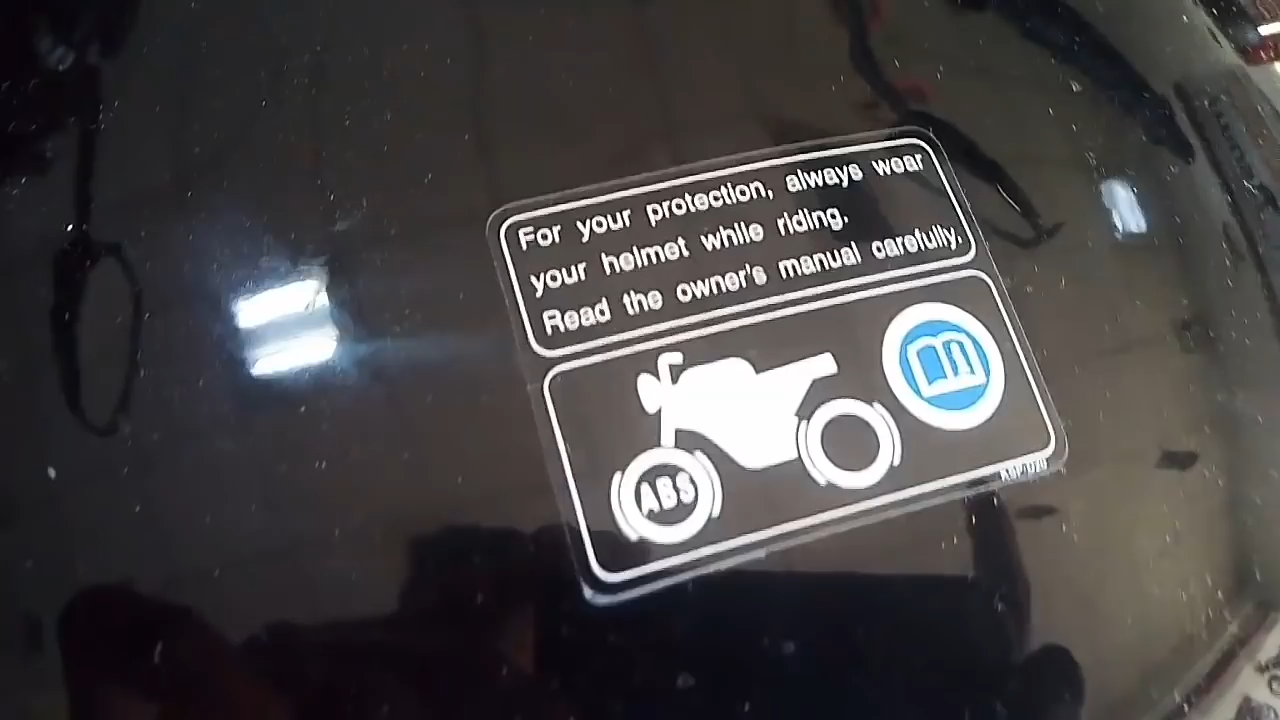 For your protection, always wear
your helmet while riding.
Read the owner's manual carefully.
ABS